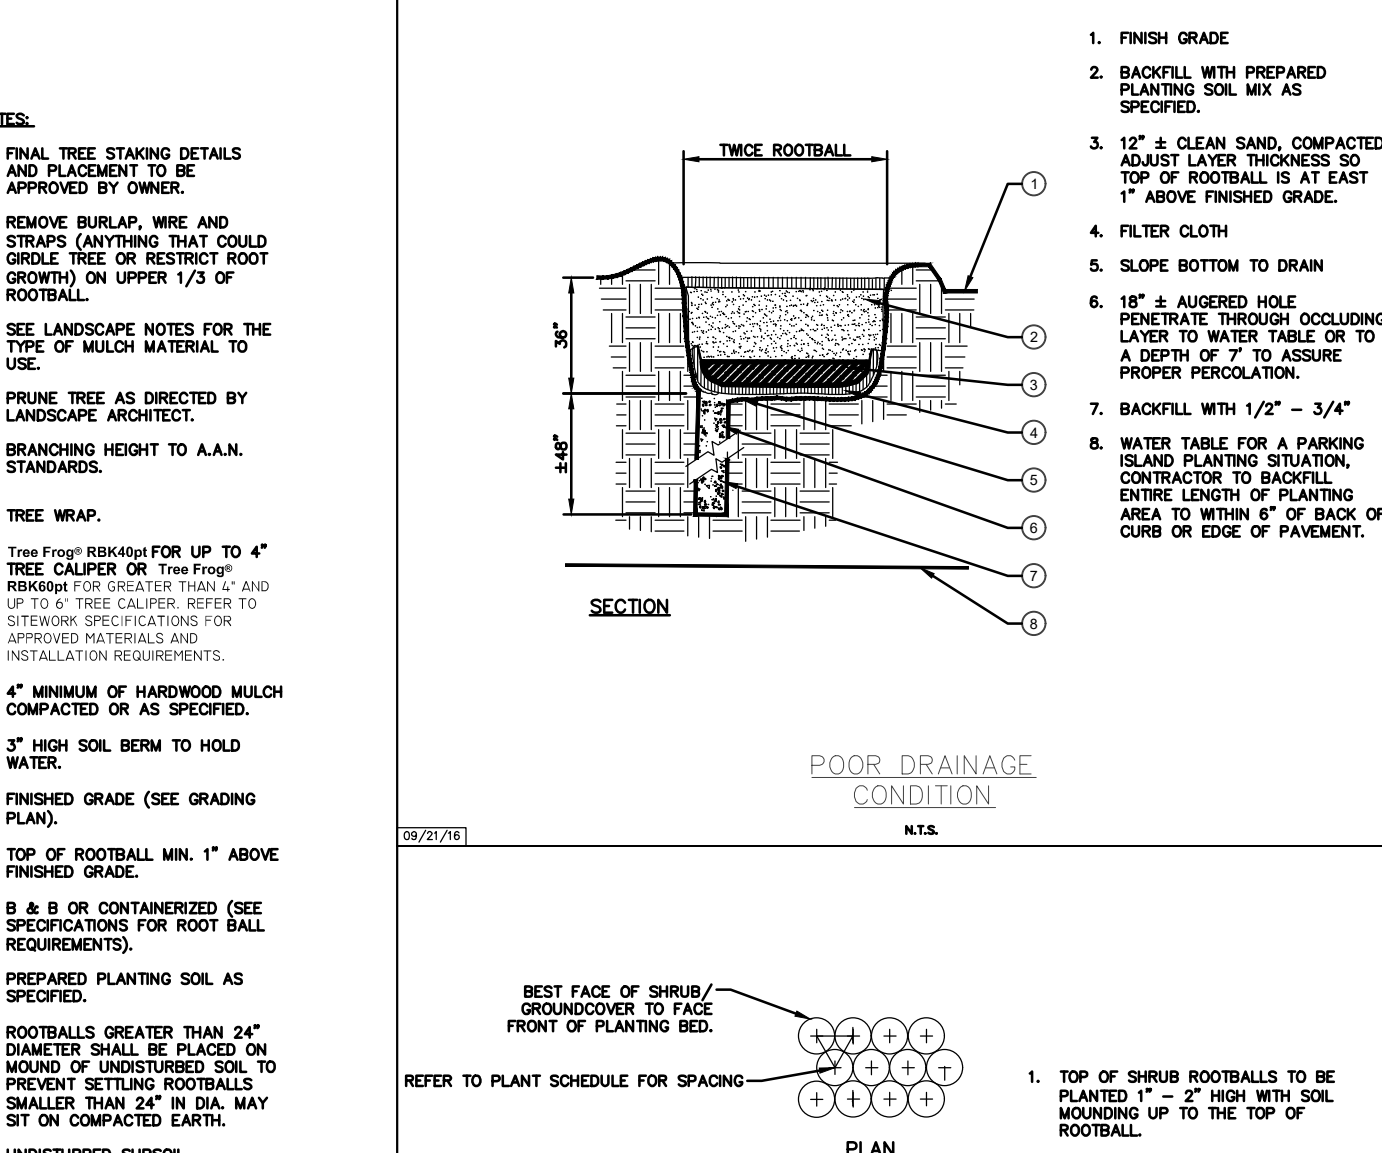 TES:
FINAL TREE STAKING DETAILS
AND PLACEMENT TO BE
APPROVED BY OWNER.
REMOVE BURLAP, WIRE AND
STRAPS (ANYTHING THAT COULD
GIRDLE TREE OR RESTRICT ROOT
GROWTH) ON UPPER 1/3 OF
ROOTBALL.
SEE LANDSCAPE NOTES FOR THE
TYPE OF MULCH MATERIAL TO
USE.
PRUNE TREE AS DIRECTED BY
LANDSCAPE ARCHITECT.
BRANCHING HEIGHT TO A.A.N.
STANDARDS.
TREE WRAP.
Tree Frog® RBK40pt FOR UP TO 4"
TREE CALIPER OR Tree Frog®
RBK60pt FOR GREATER THAN 4" AND
UP TO 6" TREE CALIPER. REFER TO
SITEWORK SPECIFICATIONS FOR
APPROVED MATERIALS AND
INSTALLATION REQUIREMENTS.
4" MINIMUM OF HARDWOOD MULCH
COMPACTED OR AS SPECIFIED.
3" HIGH SOIL BERM TO HOLD
WATER.
FINISHED GRADE (SEE GRADING
PLAN).
TOP OF ROOTBALL MIN. 1" ABOVE
FINISHED GRADE.
B & B OR CONTAINERIZED (SEE
SPECIFICATIONS FOR ROOT BALL
REQUIREMENTS).
PREPARED PLANTING SOIL AS
SPECIFIED.
ROOTBALLS GREATER THAN 24"
DIAMETER SHALL BE PLACED ON
MOUND OF UNDISTURBED SOIL TO
PREVENT SETTLING ROOTBALLS
SMALLER THAN 24" IN DIA. MAY
SIT ON COMPACTED EARTH.
UNDISTURBED SUBSOIL
TWICE ROOTBALL
36"
±48"
1
2
3
4
5
6
7
8
SECTION
1. FINISH GRADE
2. BACKFILL WITH PREPARED
PLANTING SOIL MIX AS
SPECIFIED.
3. 12" ± CLEAN SAND, COMPACTED
ADJUST LAYER THICKNESS SO
TOP OF ROOTBALL IS AT EAST
1" ABOVE FINISHED GRADE.
4. FILTER CLOTH
5. SLOPE BOTTOM TO DRAIN
6. 18" ± AUGERED HOLE
PENETRATE THROUGH OCCLUDING
LAYER TO WATER TABLE OR TO
A DEPTH OF 7' TO ASSURE
PROPER PERCOLATION.
7. BACKFILL WITH 1/2" – 3/4"
8. WATER TABLE FOR A PARKING
ISLAND PLANTING SITUATION,
CONTRACTOR TO BACKFILL
ENTIRE LENGTH OF PLANTING
AREA TO WITHIN 6" OF BACK OF
CURB OR EDGE OF PAVEMENT.
POOR DRAINAGE
CONDITION
N.T.S.
09/21/16
BEST FACE OF SHRUB/
GROUNDCOVER TO FACE
FRONT OF PLANTING BED.
REFER TO PLANT SCHEDULE FOR SPACING
PLAN
1. TOP OF SHRUB ROOTBALLS TO BE
PLANTED 1" – 2" HIGH WITH SOIL
MOUNDING UP TO THE TOP OF
ROOTBALL.